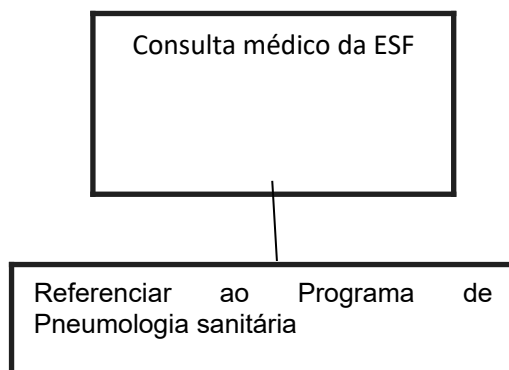 Consulta médico da ESF
Referenciar ao Programa de
Pneumologia sanitária